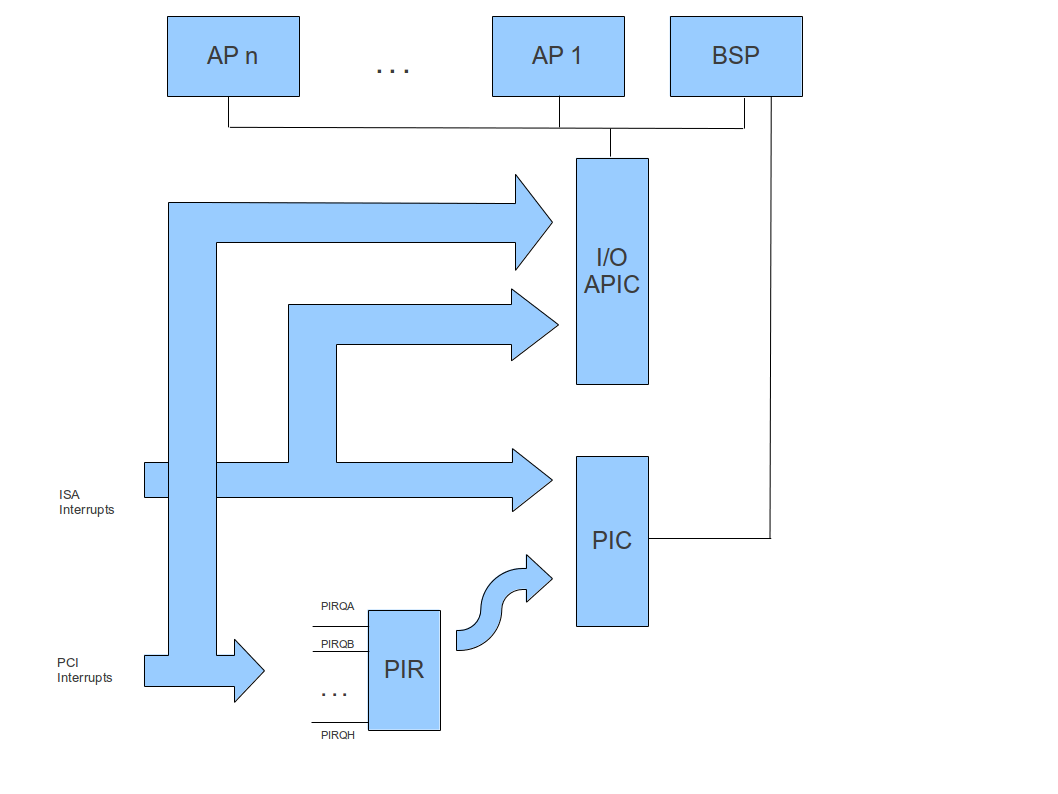 AP n
. . .
AP 1
BSP
I/O
APIC
ISA
Interrupts
PIC
PIRQA
PIRQB
PCI
Interrupts
PIR
. . .
PIRQH